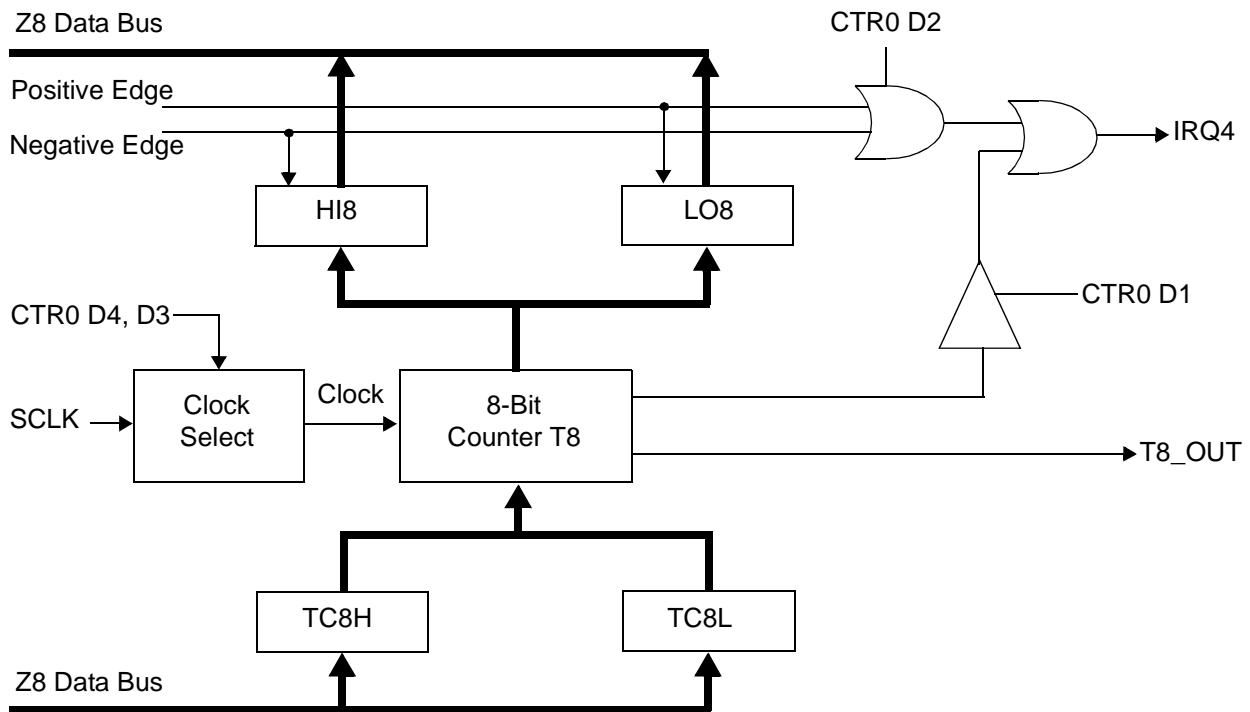 Z8 Data Bus
CTR0 D2
Positive Edge
Negative Edge
IRQ4
HI8
LO8
CTR0 D4, D3
CTR0 D1
SCLK
Clock
Select
Clock
8-Bit
Counter T8
T8_OUT
TC8H
TC8L
Z8 Data Bus